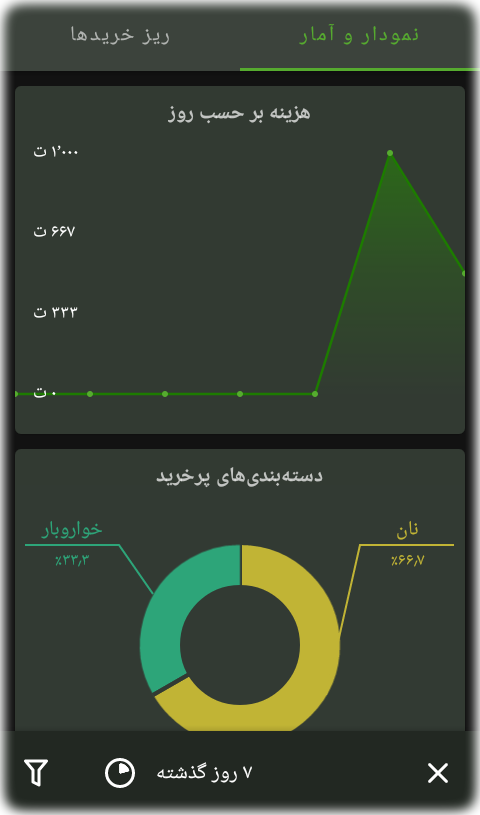 نمودار و آمار
ریز خریدها
هزینه بر حسب روز
۱٬۰۰۰ ت
۶۶۷ ت
۳۳۳ ت
۰ ت
دسته‌بندی‌های پرخرید
نان
٪۶۶٫۷
خواروبار
٪۳۳٫۳
۷ روز گذشته